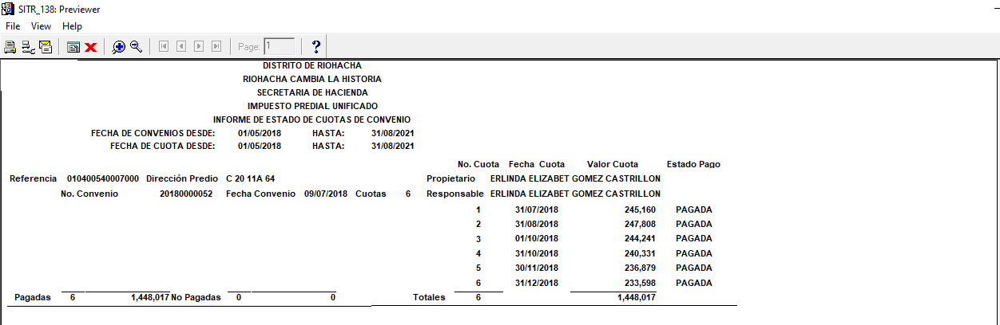 SITR_138: Previewer
File View Help
Page: 1 ?
DISTRITO DE RIOHACHA
RIOHACHA CAMBIA LA HISTORIA
SECRETARIA DE HACIENDA
IMPUESTO PREDIAL UNIFICADO
INFORME DE ESTADO DE CUOTAS DE CONVENIO
FECHA DE CONVENIOS DESDE: 01/05/2018 HASTA: 31/08/2021
FECHA DE CUOTA DESDE: 01/05/2018 HASTA: 31/08/2021
No. Cuota Fecha Cuota Valor Cuota Estado Pago
Referencia 010400540007000 Dirección Predio C 20 11A 64 Propietario ERLINDA ELIZABET GOMEZ CASTRILLON
No. Convenio 20180000052 Fecha Convenio 09/07/2018 Cuotas 6 Responsable ERLINDA ELIZABET GOMEZ CASTRILLON
1 31/07/2018 245,160 PAGADA
2 31/08/2018 247,808 PAGADA
3 01/10/2018 244,241 PAGADA
4 31/10/2018 240,331 PAGADA
5 30/11/2018 236,879 PAGADA
6 31/12/2018 233,598 PAGADA
Pagadas 6 1,448,017 No Pagadas 0 0 Totales 6 1,448,017